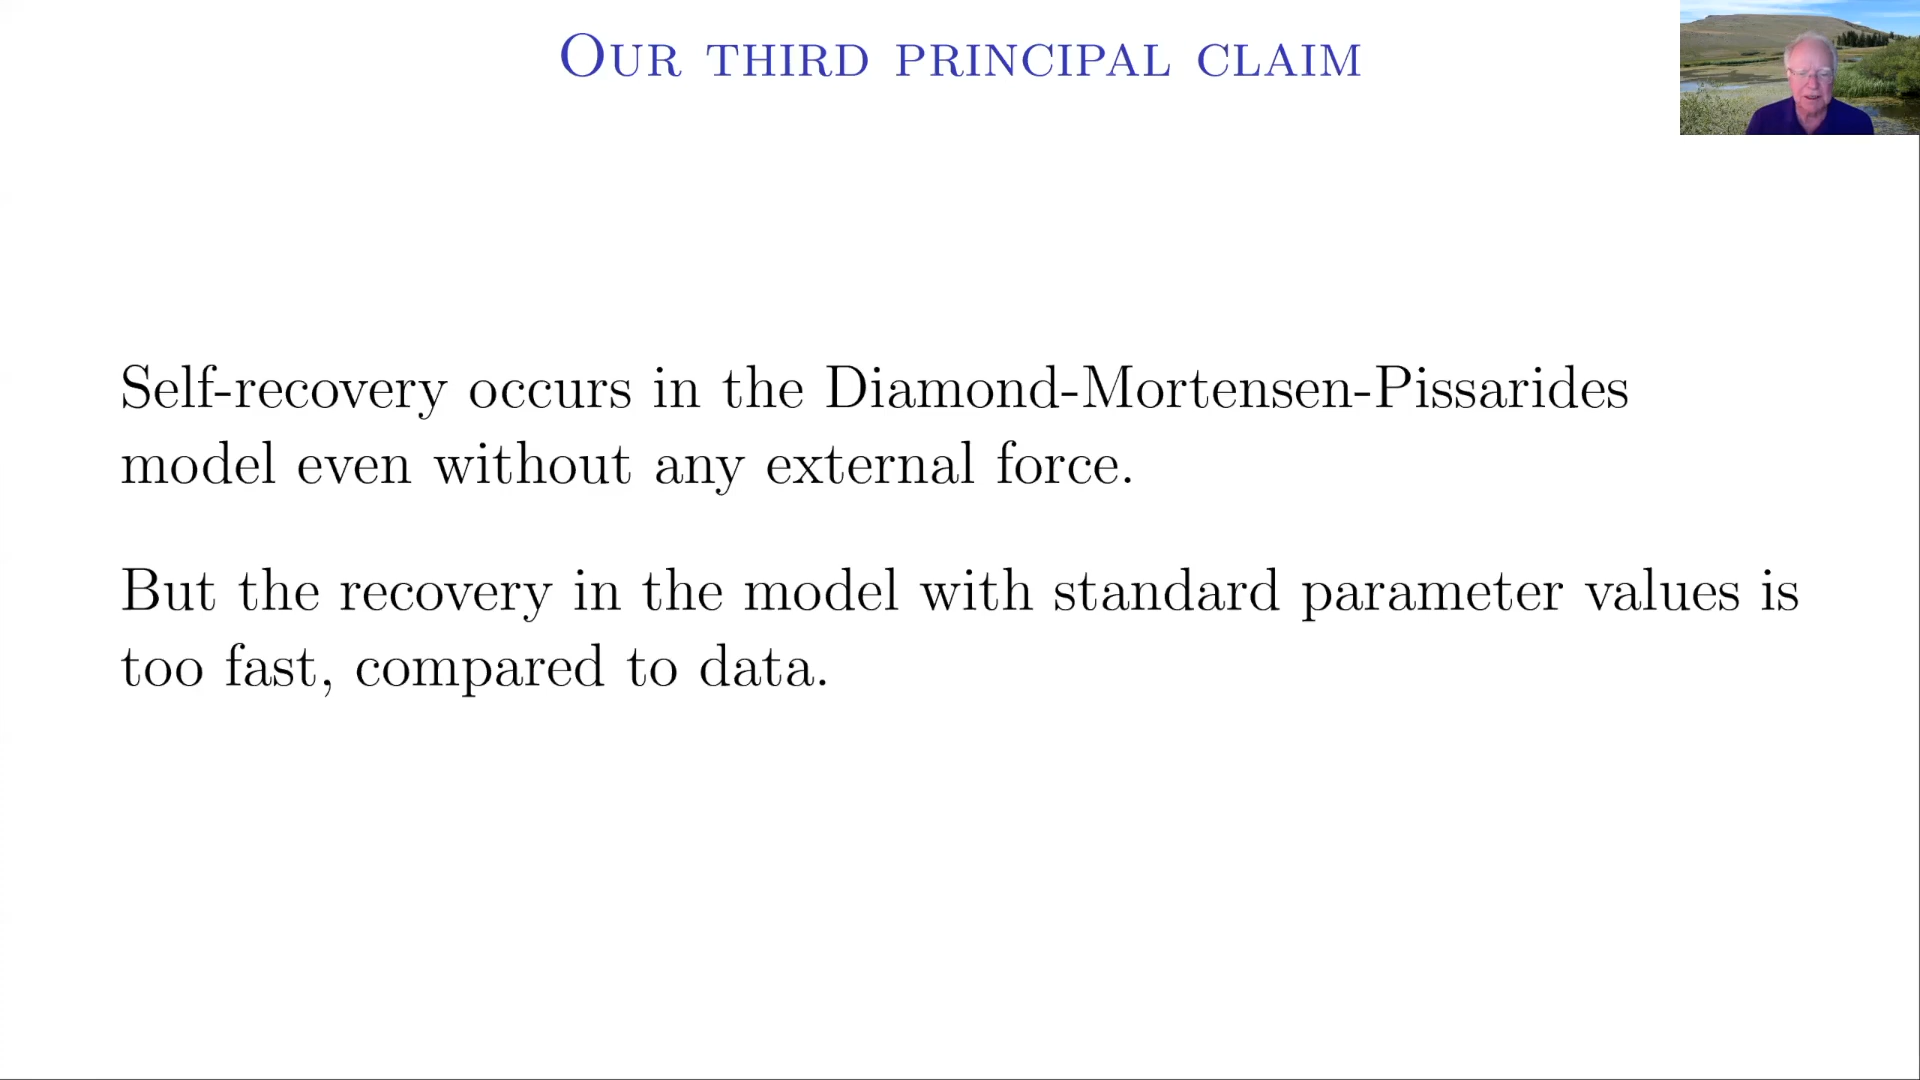 Our third principal claim
Self-recovery occurs in the Diamond-Mortensen-Pissarides
model even without any external force.
But the recovery in the model with standard parameter values is
too fast, compared to data.